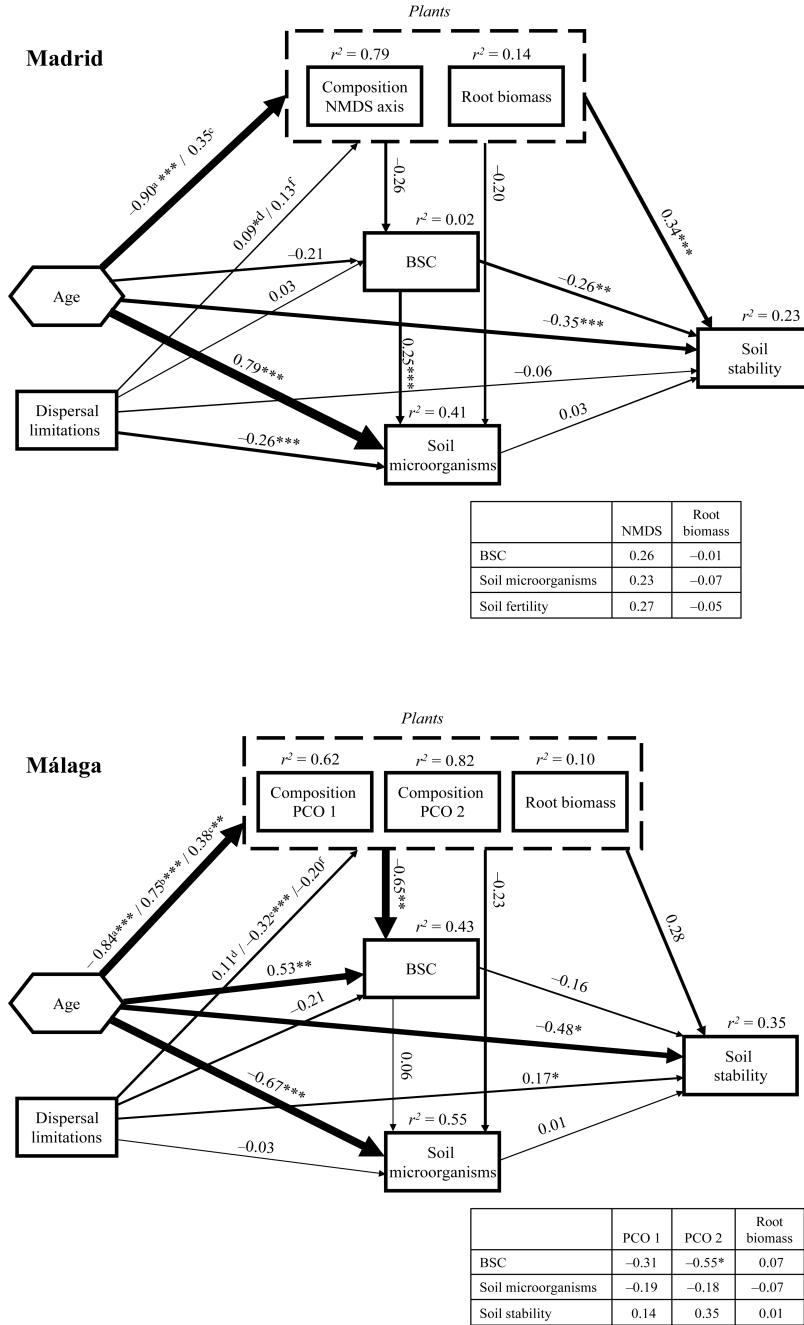 Plants
Madrid
r² = 0.79
r² = 0.14
Composition
NMDS axis
Root biomass
–0.90ᵃ *** / 0.35ᶜ
0.09*ᵈ / 0.13ᶠ
–0.26
–0.20
0.34***
r² = 0.02
BSC
–0.21
0.03
–0.26**
Age
–0.35***
r² = 0.23
Soil
stability
0.79***
0.25***
–0.06
Dispersal
limitations
r² = 0.41
0.03
–0.26***
Soil
microorganisms
NMDS Root biomass
BSC 0.26 –0.01
Soil microorganisms 0.23 –0.07
Soil fertility 0.27 –0.05
Plants
Málaga
r² = 0.62
r² = 0.82
r² = 0.10
Composition
PCO 1
Composition
PCO 2
Root biomass
– 0.84ᵃ*** / 0.75ᵇ*** / 0.38ᶜ**
0.11ᵈ / –0.32ᵉ*** /–0.20ᶠ
–0.65**
–0.23
0.28
r² = 0.43
BSC
0.53**
–0.21
–0.16
Age
–0.48*
r² = 0.35
Soil
stability
–0.67***
0.06
0.17*
Dispersal
limitations
r² = 0.55
0.01
–0.03
Soil
microorganisms
PCO 1 PCO 2 Root biomass
BSC –0.31 –0.55* 0.07
Soil microorganisms –0.19 –0.18 –0.07
Soil stability 0.14 0.35 0.01